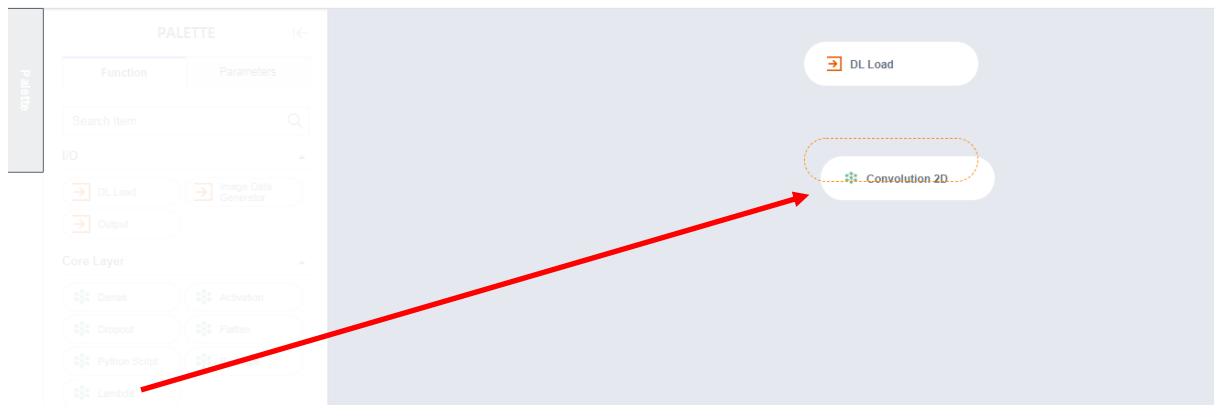 Palette
PALETTE
Function Parameters
Search Item
I/O
DL Load Image Data
Generator
Output
Core Layer
Dense Activation
Dropout Flatten
Python Script
Lambda
DL Load
Convolution 2D